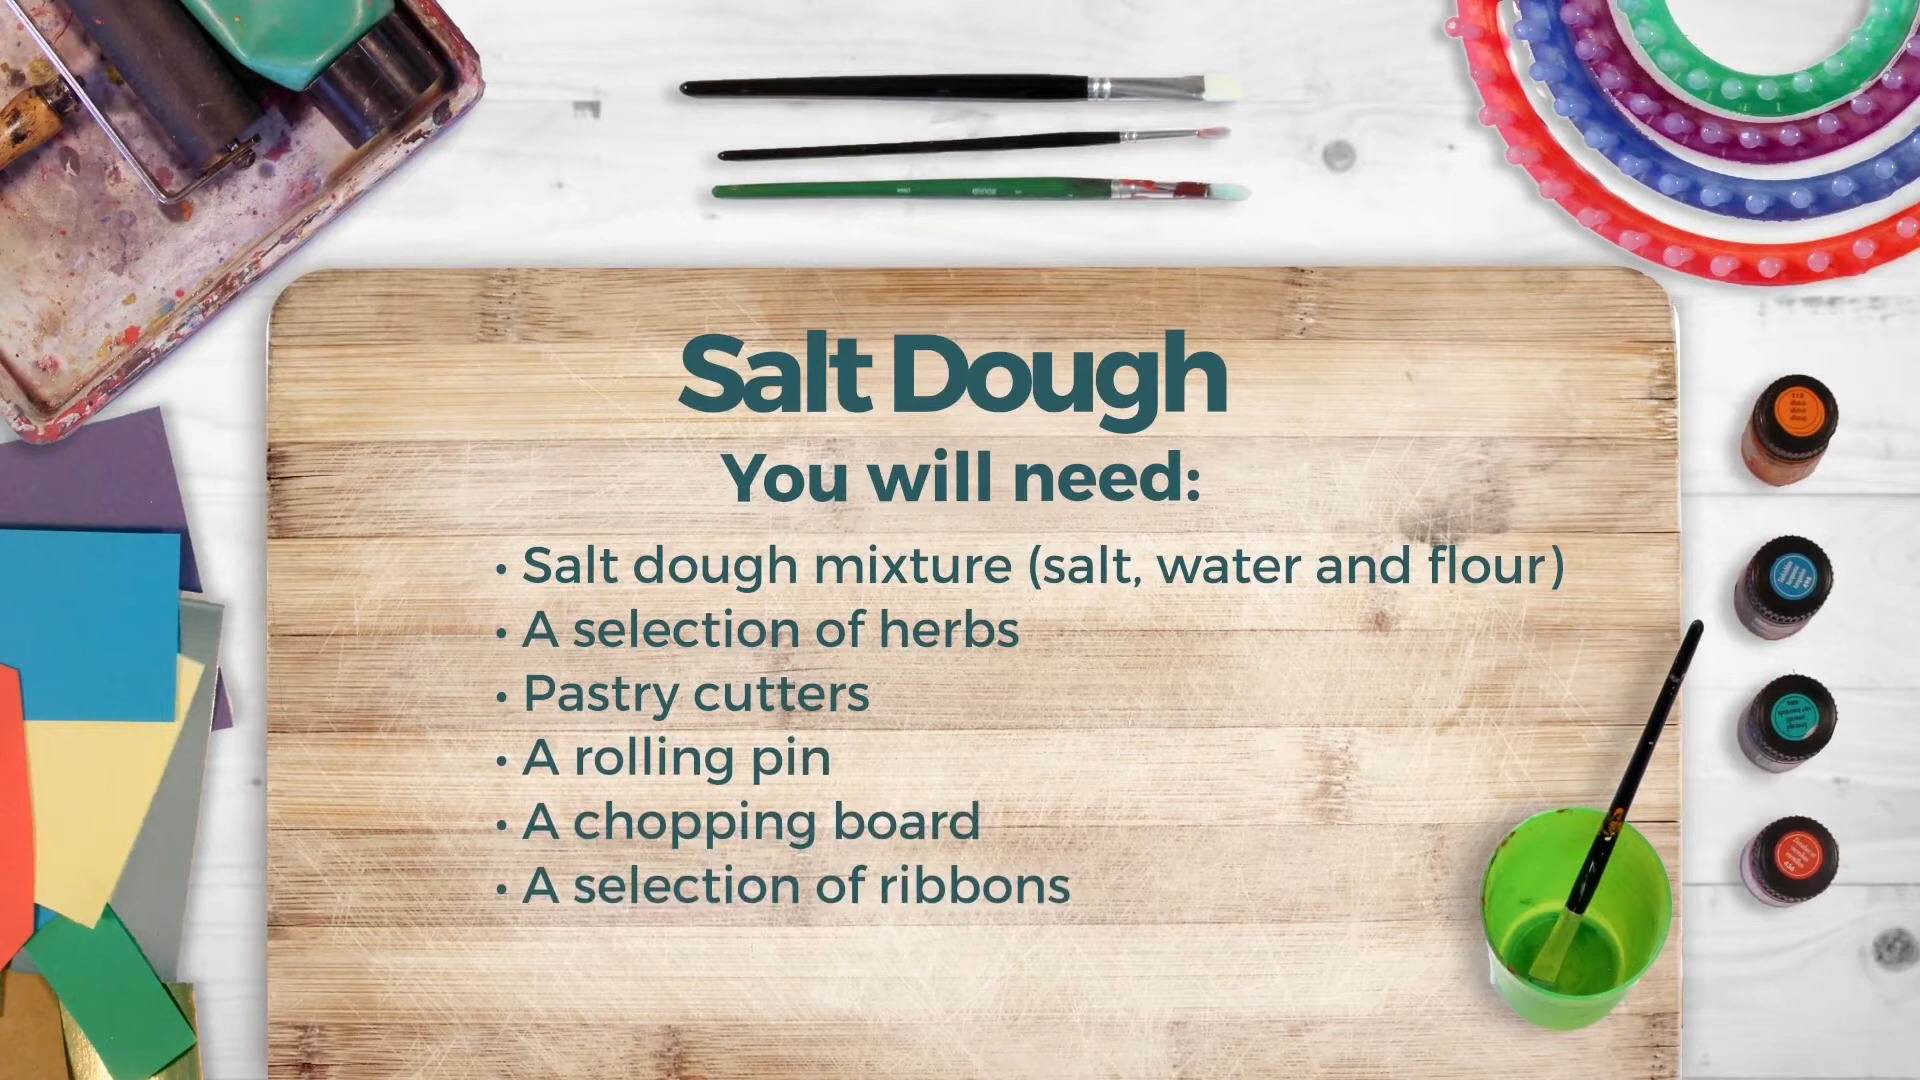 Salt Dough
You will need:
• Salt dough mixture (salt, water and flour)
• A selection of herbs
• Pastry cutters
• A rolling pin
• A chopping board
• A selection of ribbons